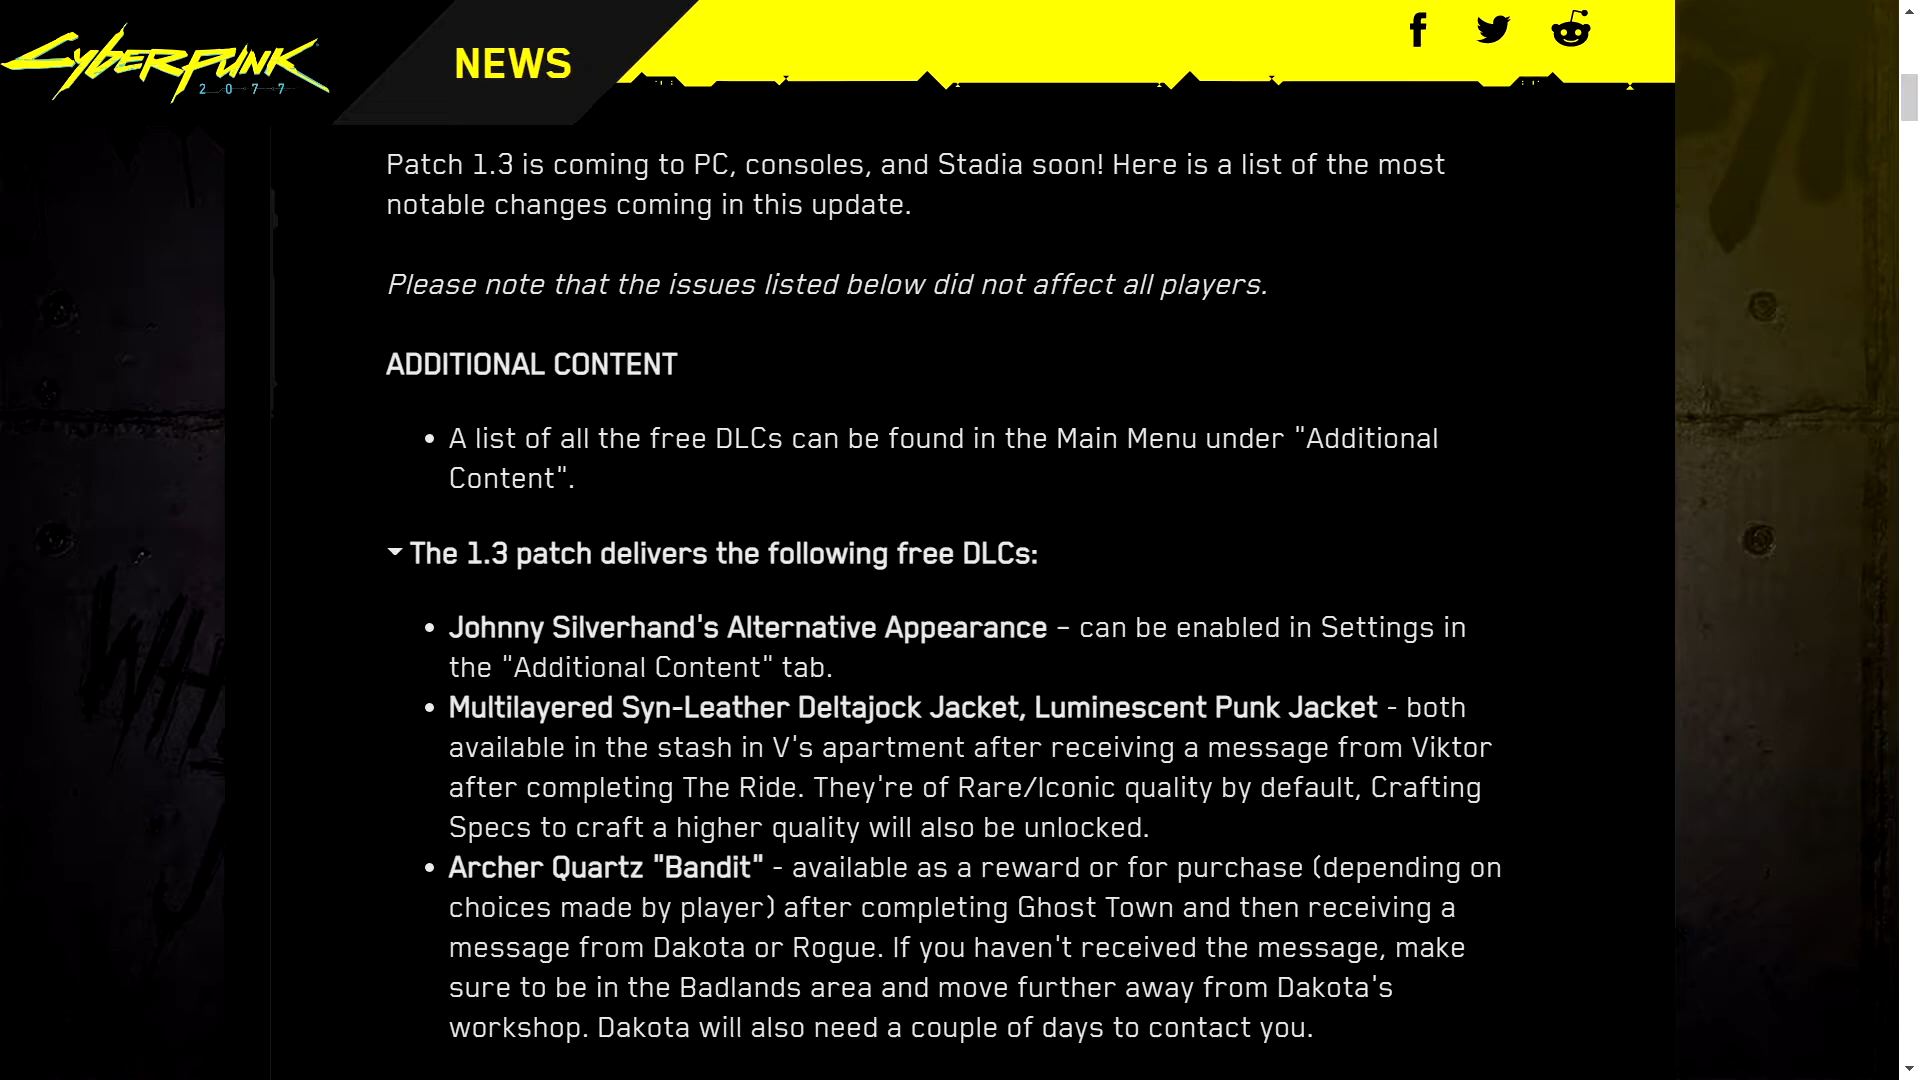 CYBERPUNK
2077
NEWS
Patch 1.3 is coming to PC, consoles, and Stadia soon! Here is a list of the most
notable changes coming in this update.
Please note that the issues listed below did not affect all players.
ADDITIONAL CONTENT
• A list of all the free DLCs can be found in the Main Menu under "Additional
Content".
The 1.3 patch delivers the following free DLCs:
• Johnny Silverhand's Alternative Appearance – can be enabled in Settings in
the "Additional Content" tab.
• Multilayered Syn-Leather Deltajock Jacket, Luminescent Punk Jacket - both
available in the stash in V's apartment after receiving a message from Viktor
after completing The Ride. They're of Rare/Iconic quality by default, Crafting
Specs to craft a higher quality will also be unlocked.
• Archer Quartz "Bandit" - available as a reward or for purchase (depending on
choices made by player) after completing Ghost Town and then receiving a
message from Dakota or Rogue. If you haven't received the message, make
sure to be in the Badlands area and move further away from Dakota's
workshop. Dakota will also need a couple of days to contact you.